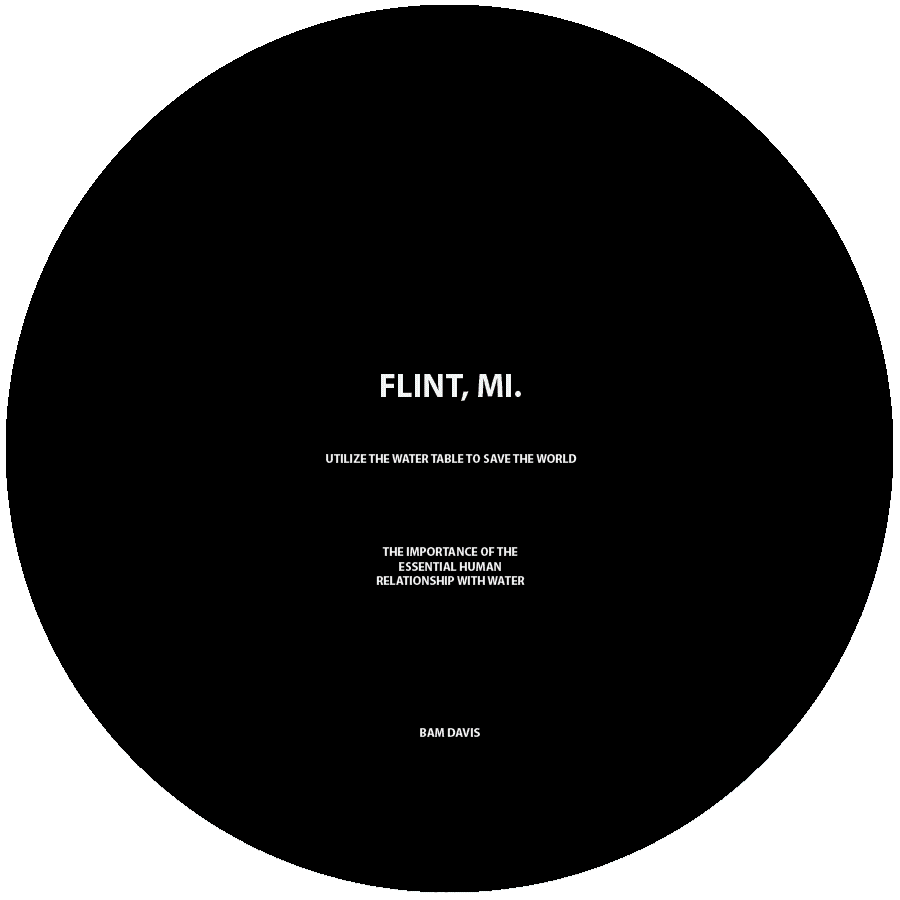 FLINT, MI.
UTILIZE THE WATER TABLE TO SAVE THE WORLD
THE IMPORTANCE OF THE
ESSENTIAL HUMAN
RELATIONSHIP WITH WATER
BAM DAVIS